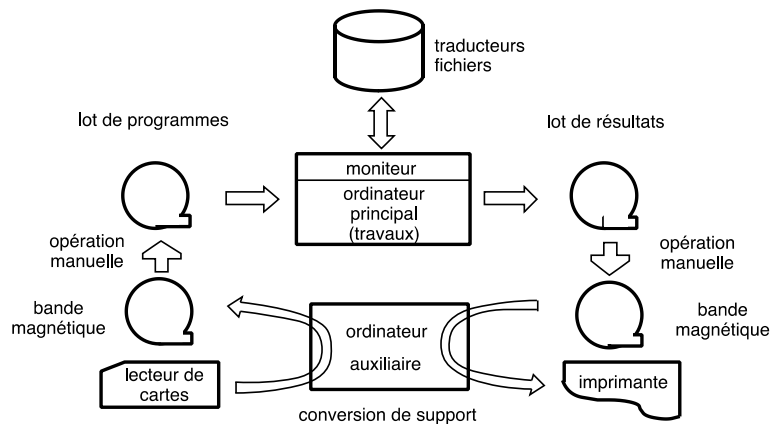 traducteurs
fichiers
lot de programmes
lot de résultats
moniteur
ordinateur
principal
(travaux)
opération
manuelle
opération
manuelle
bande
magnétique
ordinateur
auxiliaire
bande
magnétique
lecteur de
cartes
imprimante
conversion de support